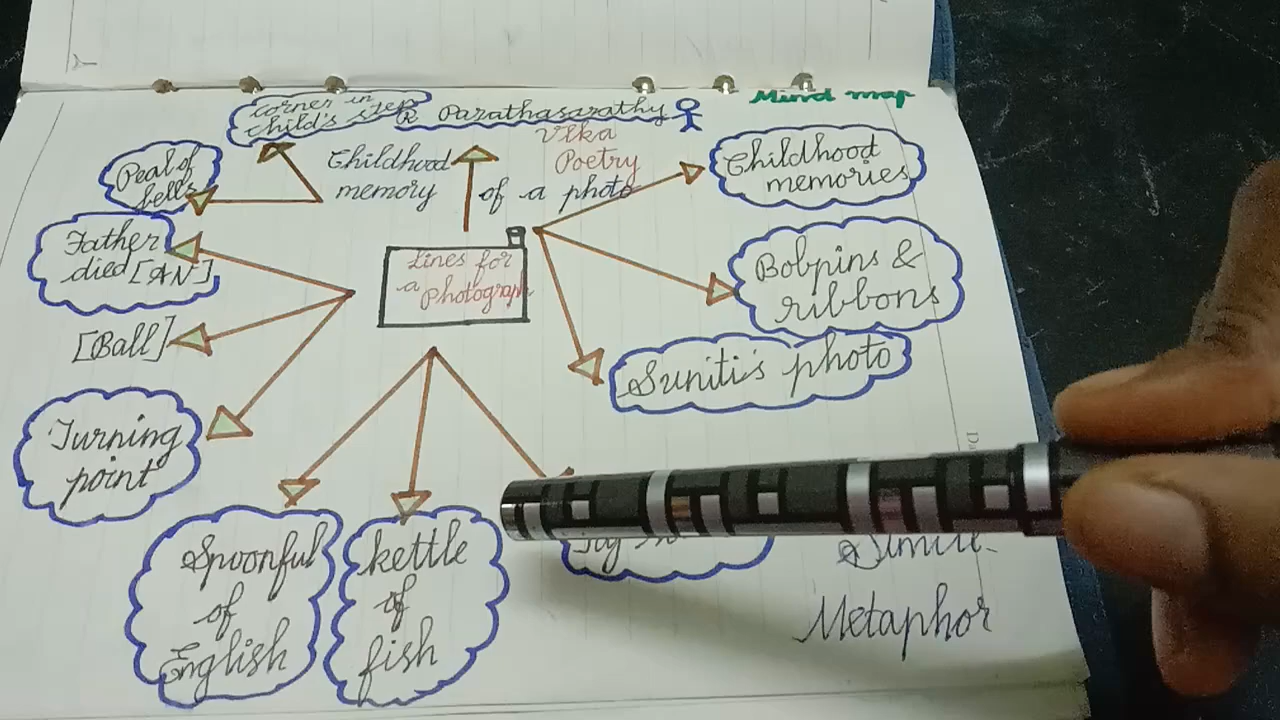 Mind map
corner in
child's step
R Parathasarathy
Vika
Poetry
Peal of
bells
Childhood
memory
of a photo
Childhood
memories
Father
died [AN]
Lines for
a
Photograph
Bobpins &
ribbons
[Ball]
Suniti's photo
Turning
point
Spoonful
of
English
kettle
of
fish
Metaphor